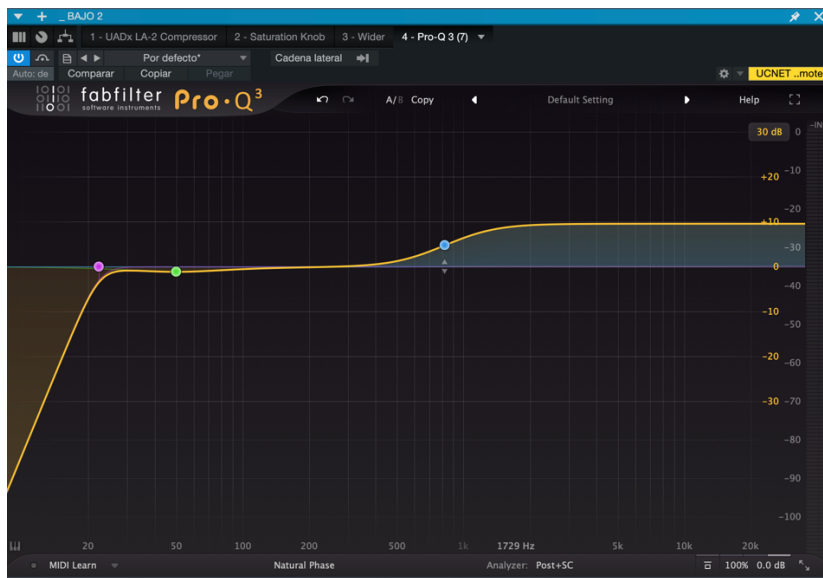 _ BAJO 2
1 - UADx LA-2 Compressor 2 - Saturation Knob 3 - Wider 4 - Pro-Q 3 (7)
Por defecto* Cadena lateral
Auto: de Comparar Copiar Pegar UCNET ..mote
fabfilter Pro·Q3
software instruments
A/B Copy Default Setting Help
30 dB 0 -IN
-10
+20
-20
+10
-30
0
-40
-10
-50
-20
-60
-30 -70
-80
-90
-100
20 50 100 200 500 1k 1729 Hz 5k 10k 20k
MIDI Learn Natural Phase Analyzer: Post+SC 100% 0.0 dB